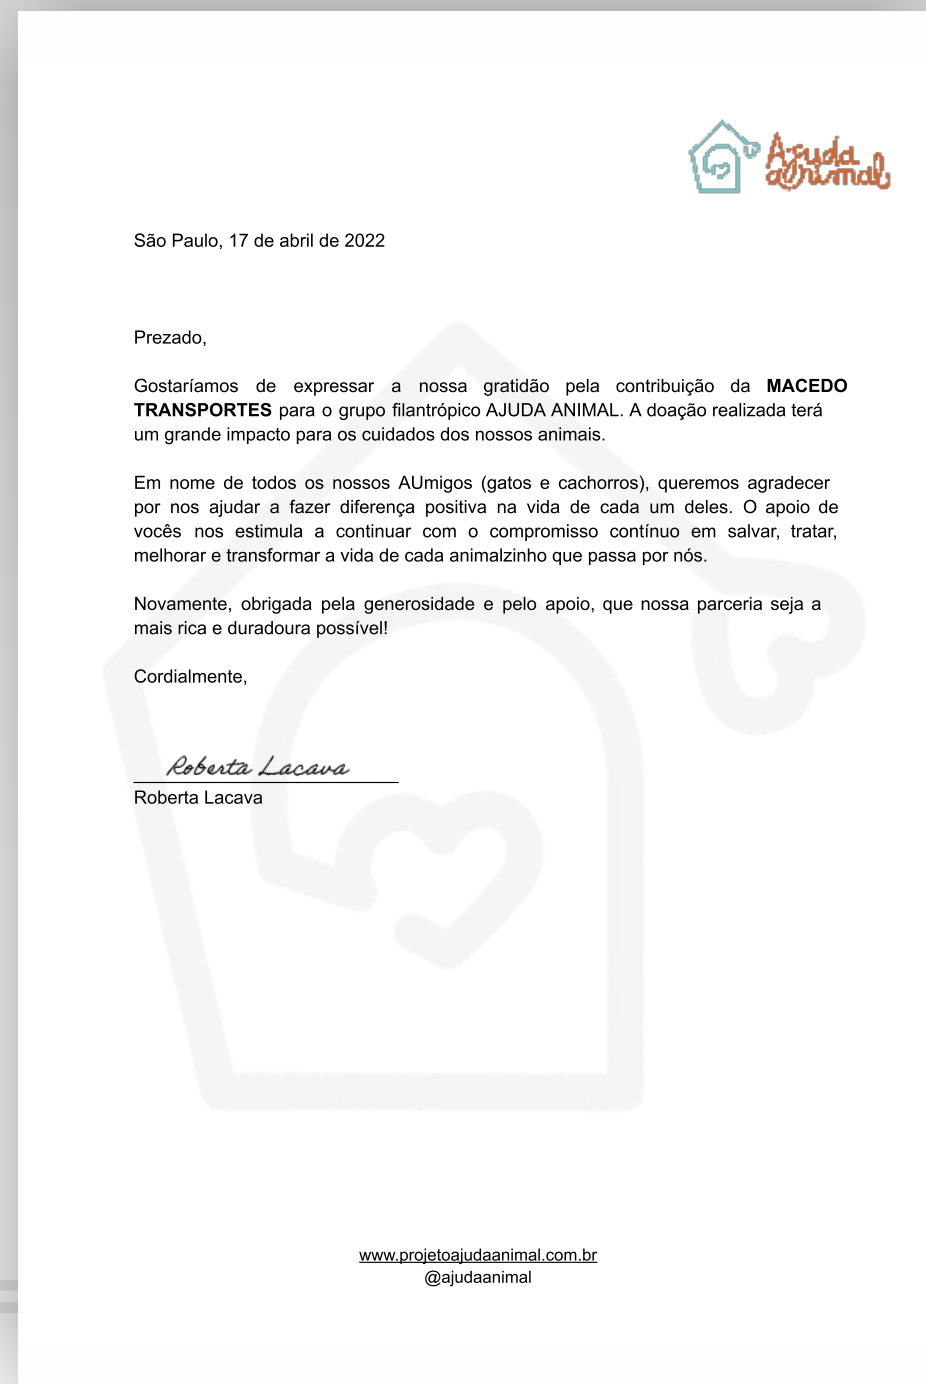 Ajuda
animal
São Paulo, 17 de abril de 2022
Prezado,
Gostaríamos de expressar a nossa gratidão pela contribuição da MACEDO
TRANSPORTES para o grupo filantrópico AJUDA ANIMAL. A doação realizada terá
um grande impacto para os cuidados dos nossos animais.
Em nome de todos os nossos AUmigos (gatos e cachorros), queremos agradecer
por nos ajudar a fazer diferença positiva na vida de cada um deles. O apoio de
vocês nos estimula a continuar com o compromisso contínuo em salvar, tratar,
melhorar e transformar a vida de cada animalzinho que passa por nós.
Novamente, obrigada pela generosidade e pelo apoio, que nossa parceria seja a
mais rica e duradoura possível!
Cordialmente,
Roberta Lacava
Roberta Lacava
www.projetoajudaanimal.com.br
@ajudaanimal